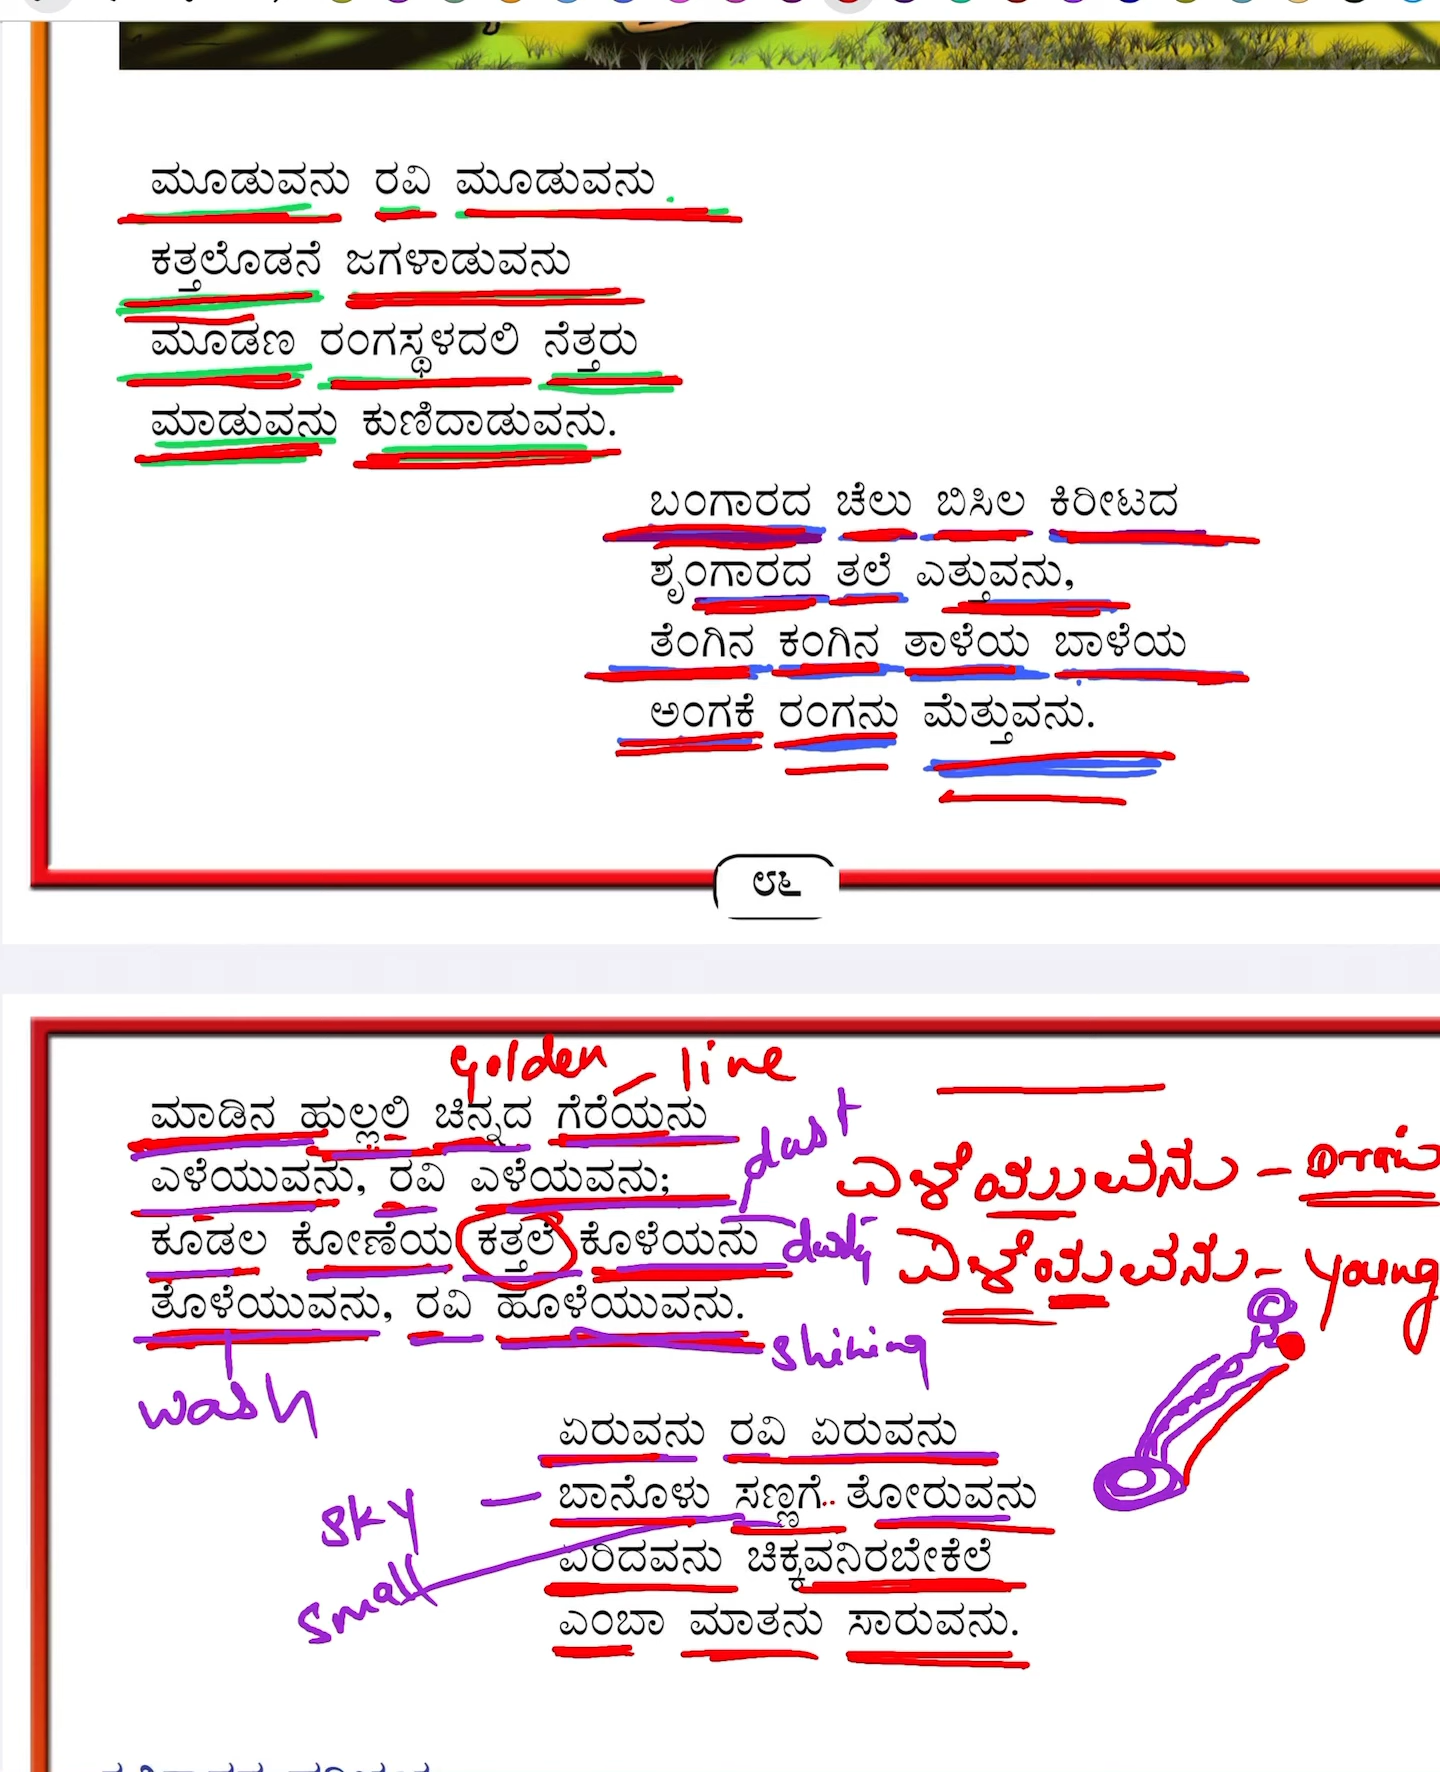 ಮೂಡುವನು ರವಿ ಮೂಡುವನು
ಕತ್ತಲೊಡನೆ ಜಗಳಾಡುವನು
ಮೂಡಣ ರಂಗಸ್ಥಳದಲಿ ನೆತ್ತರು
ಮಾಡುವನು ಕುಣಿದಾಡುವನು.
ಬಂಗಾರದ ಚೆಲು ಬಿಸಿಲ ಕಿರೀಟದ
ಶೃಂಗಾರದ ತಲೆ ಎತ್ತುವನು,
ತೆಂಗಿನ ಕಂಗಿನ ತಾಳೆಯ ಬಾಳೆಯ
ಅಂಗಕೆ ರಂಗನು ಮೆತ್ತುವನು.
೮೬
golden line
ಮಾಡಿನ ಹುಲ್ಲಲಿ ಚಿನ್ನದ ಗೆರೆಯನು
dust
ಎಳೆಯುವನು, ರವಿ ಎಳೆಯವನು;
ಎಳೆಯುವನು -
ಕೂಡಲ ಕೋಣೆಯ ಕತ್ತಲೆ ಕೊಳೆಯನು
ಎಳೆಯವನು - young
ತೊಳೆಯುವನು, ರವಿ ಹೊಳೆಯುವನು.
shining
wash
ಏರುವನು ರವಿ ಏರುವನು
sky - ಬಾನೊಳು ಸಣ್ಣಗೆ ತೋರುವನು
small
ಏರಿದವನು ಚಿಕ್ಕವನಿರಬೇಕೆಲೆ
ಎಂಬಾ ಮಾತನು ಸಾರುವನು.